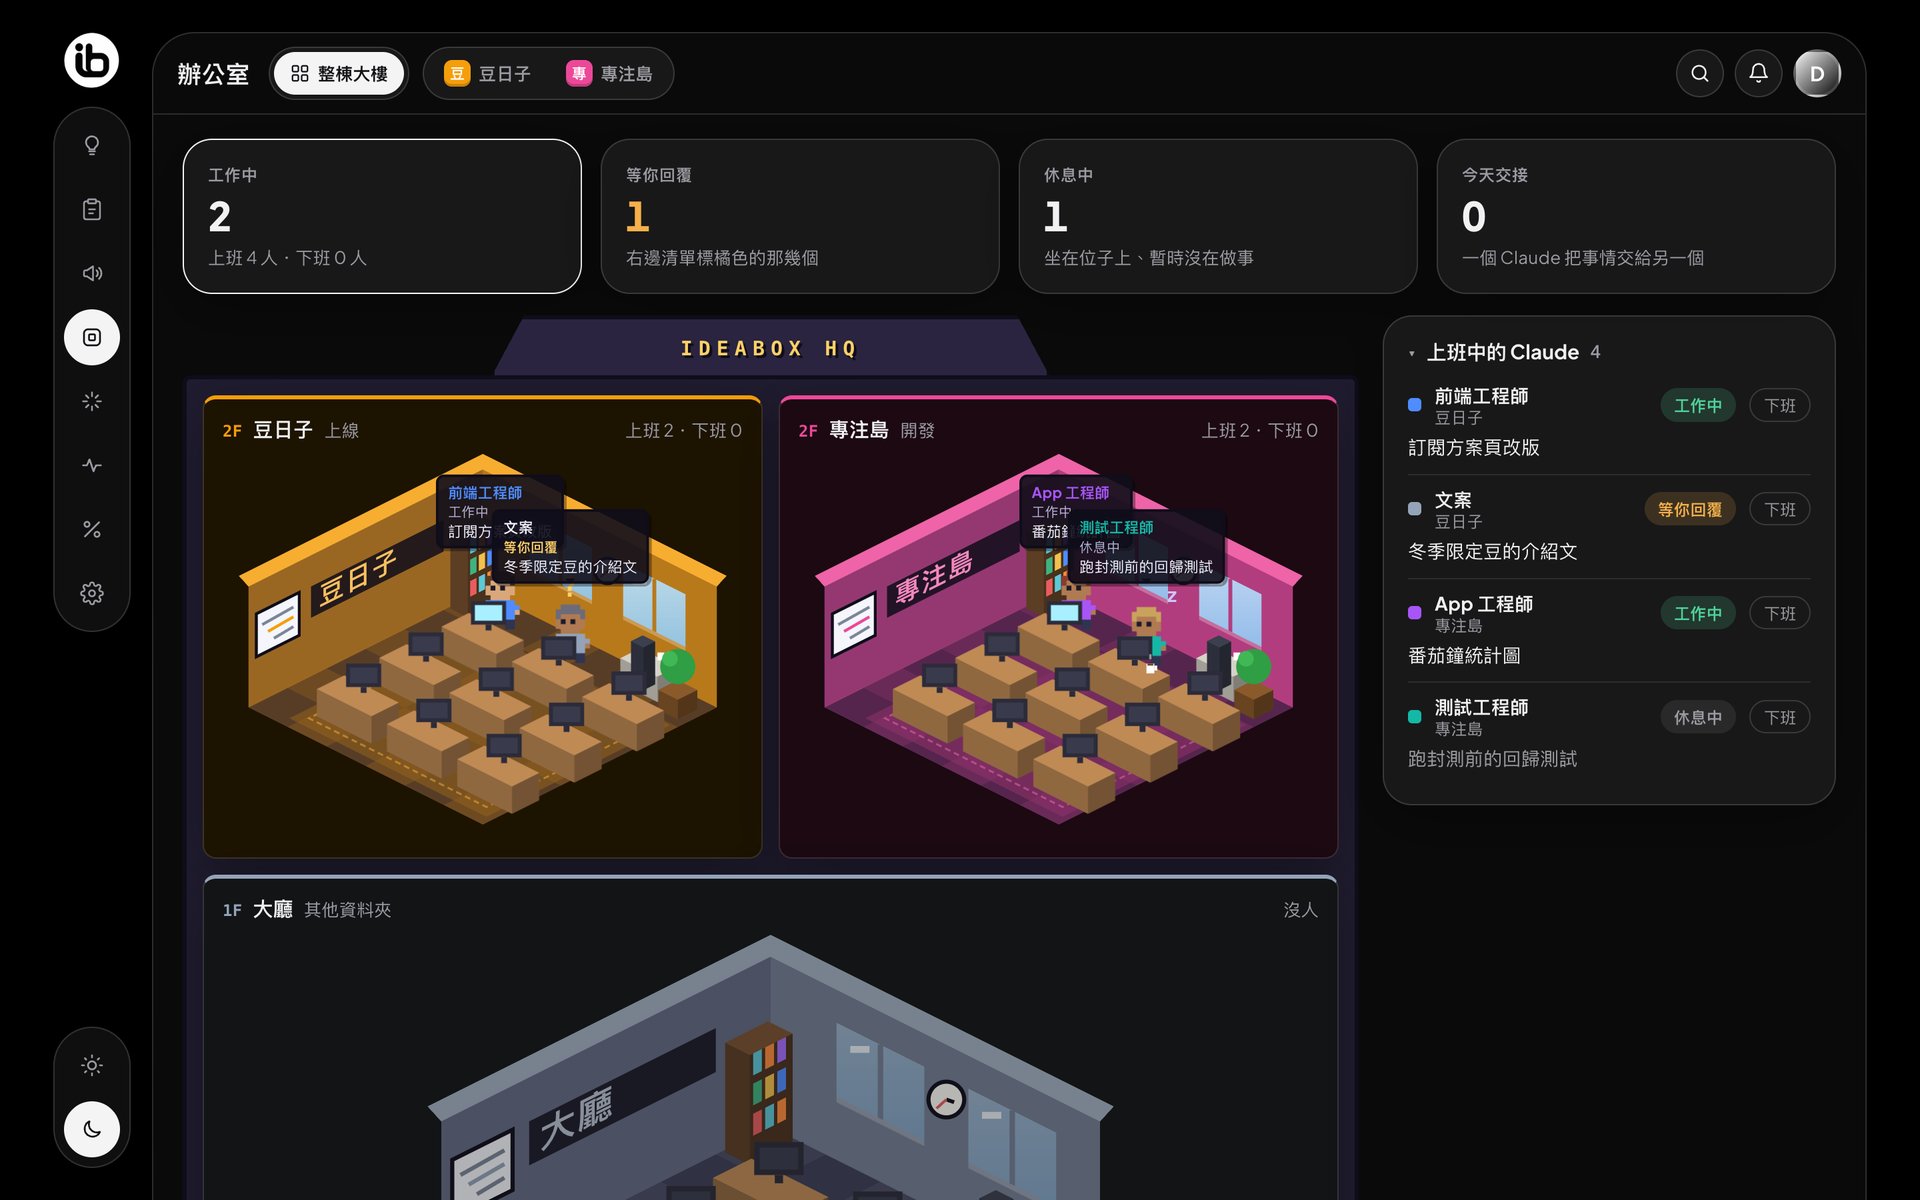 ib
辦公室
整棟大樓
豆 豆日子
專 專注島
D
工作中
2
上班 4 人 · 下班 0 人
等你回覆
1
右邊清單標橘色的那幾個
休息中
1
坐在位子上、暫時沒在做事
今天交接
0
一個 Claude 把事情交給另一個
IDEABOX HQ
2F 豆日子 上線
上班 2 · 下班 0
前端工程師
工作中
訂閱方
文案
等你回覆
冬季限定豆的介紹文
豆日子
2F 專注島 開發
上班 2 · 下班 0
App 工程師
工作中
番茄鐘
測試工程師
休息中
跑封測前的回歸測試
專注島
z
1F 大廳 其他資料夾
沒人
大廳
上班中的 Claude 4
前端工程師
豆日子
工作中
下班
訂閱方案頁改版
文案
豆日子
等你回覆
下班
冬季限定豆的介紹文
App 工程師
專注島
工作中
下班
番茄鐘統計圖
測試工程師
專注島
休息中
下班
跑封測前的回歸測試